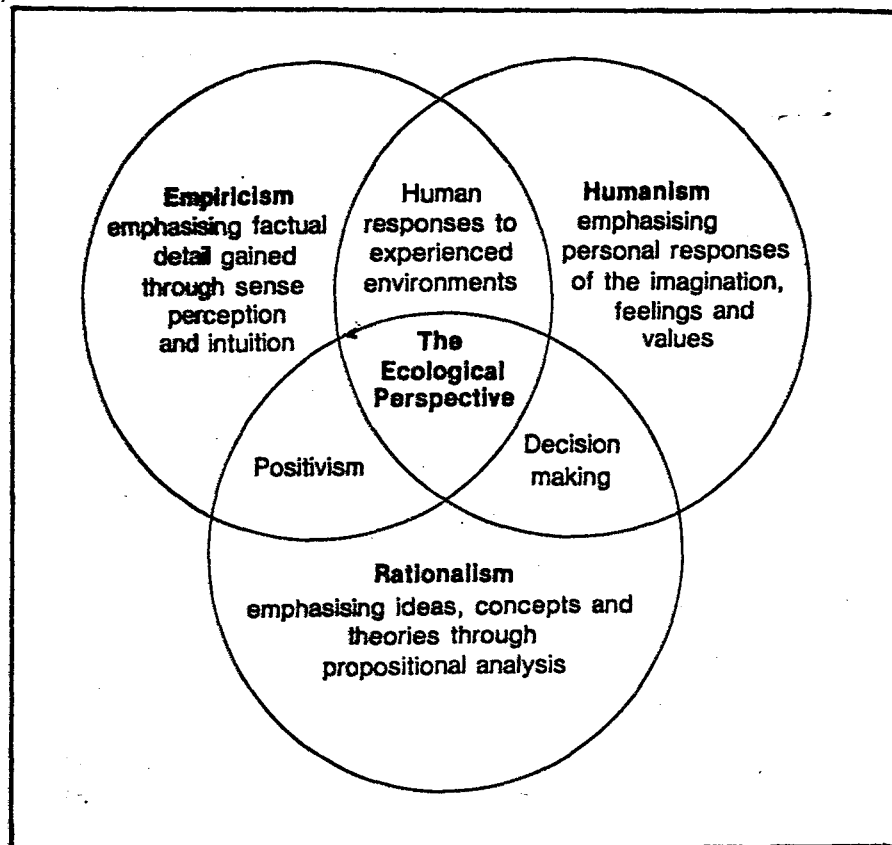 Empiricism
emphasising factual
detail gained
through sense
perception
and intuition
Human
responses to
experienced
environments
Humanism
emphasising
personal responses
of the imagination,
feelings and
values
The
Ecological
Perspective
Positivism
Decision
making
Rationalism
emphasising ideas, concepts and
theories through
propositional analysis